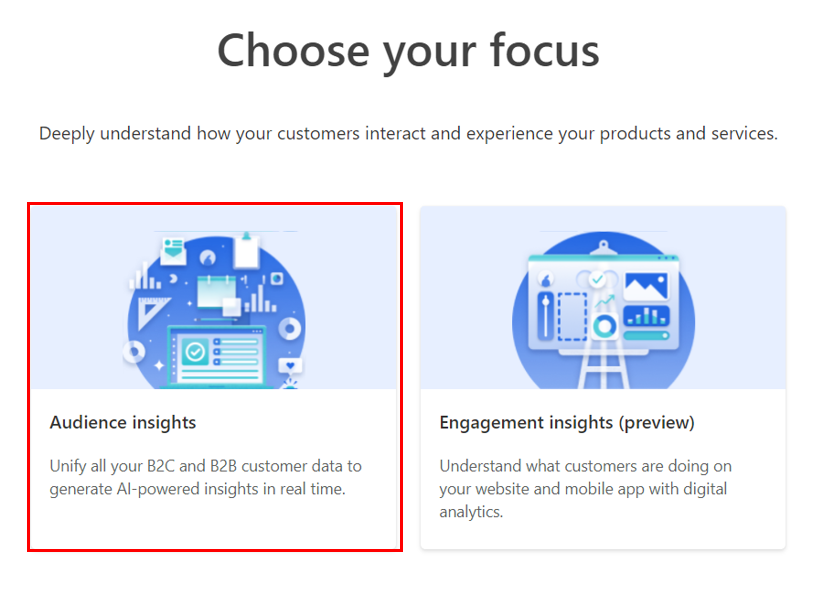 Choose your focus
Deeply understand how your customers interact and experience your products and services.
Audience insights
Unify all your B2C and B2B customer data to
generate AI-powered insights in real time.
Engagement insights (preview)
Understand what customers are doing on
your website and mobile app with digital
analytics.